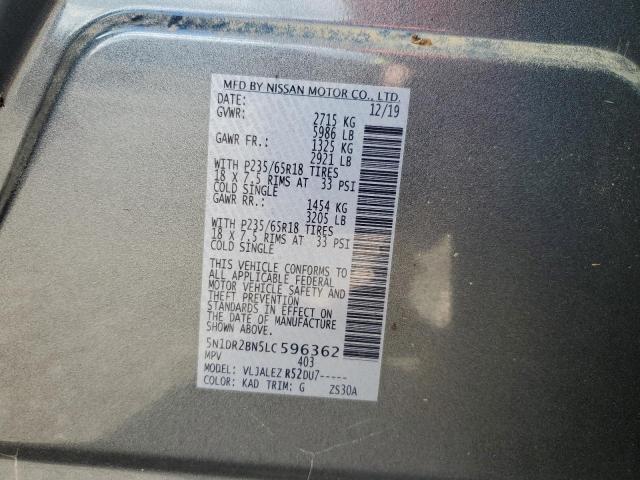 MFD BY NISSAN MOTOR CO., LTD.
DATE: 12/19
GVWR: 2715 KG
5986 LB
GAWR FR.: 1325 KG
2921 LB
WITH P235/65R18 TIRES
18 X 7.5 RIMS AT 33 PSI
COLD SINGLE
GAWR RR.: 1454 KG
3205 LB
WITH P235/65R18 TIRES
18 X 7.5 RIMS AT 33 PSI
COLD SINGLE
THIS VEHICLE CONFORMS TO
ALL APPLICABLE FEDERAL
MOTOR VEHICLE SAFETY AND
THEFT PREVENTION
STANDARDS IN EFFECT ON
THE DATE OF MANUFACTURE
SHOWN ABOVE.
5N1DR2BN5LC596362
MPV 403
MODEL: VLJALEZ R52DU7-----
COLOR: KAD TRIM: G ZS30A